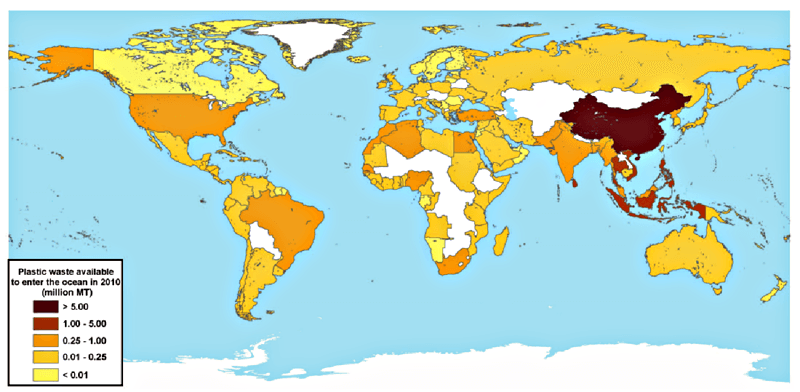 Plastic waste available
to enter the ocean in 2010
(million MT)
> 5.00
1.00 - 5.00
0.25 - 1.00
0.01 - 0.25
< 0.01